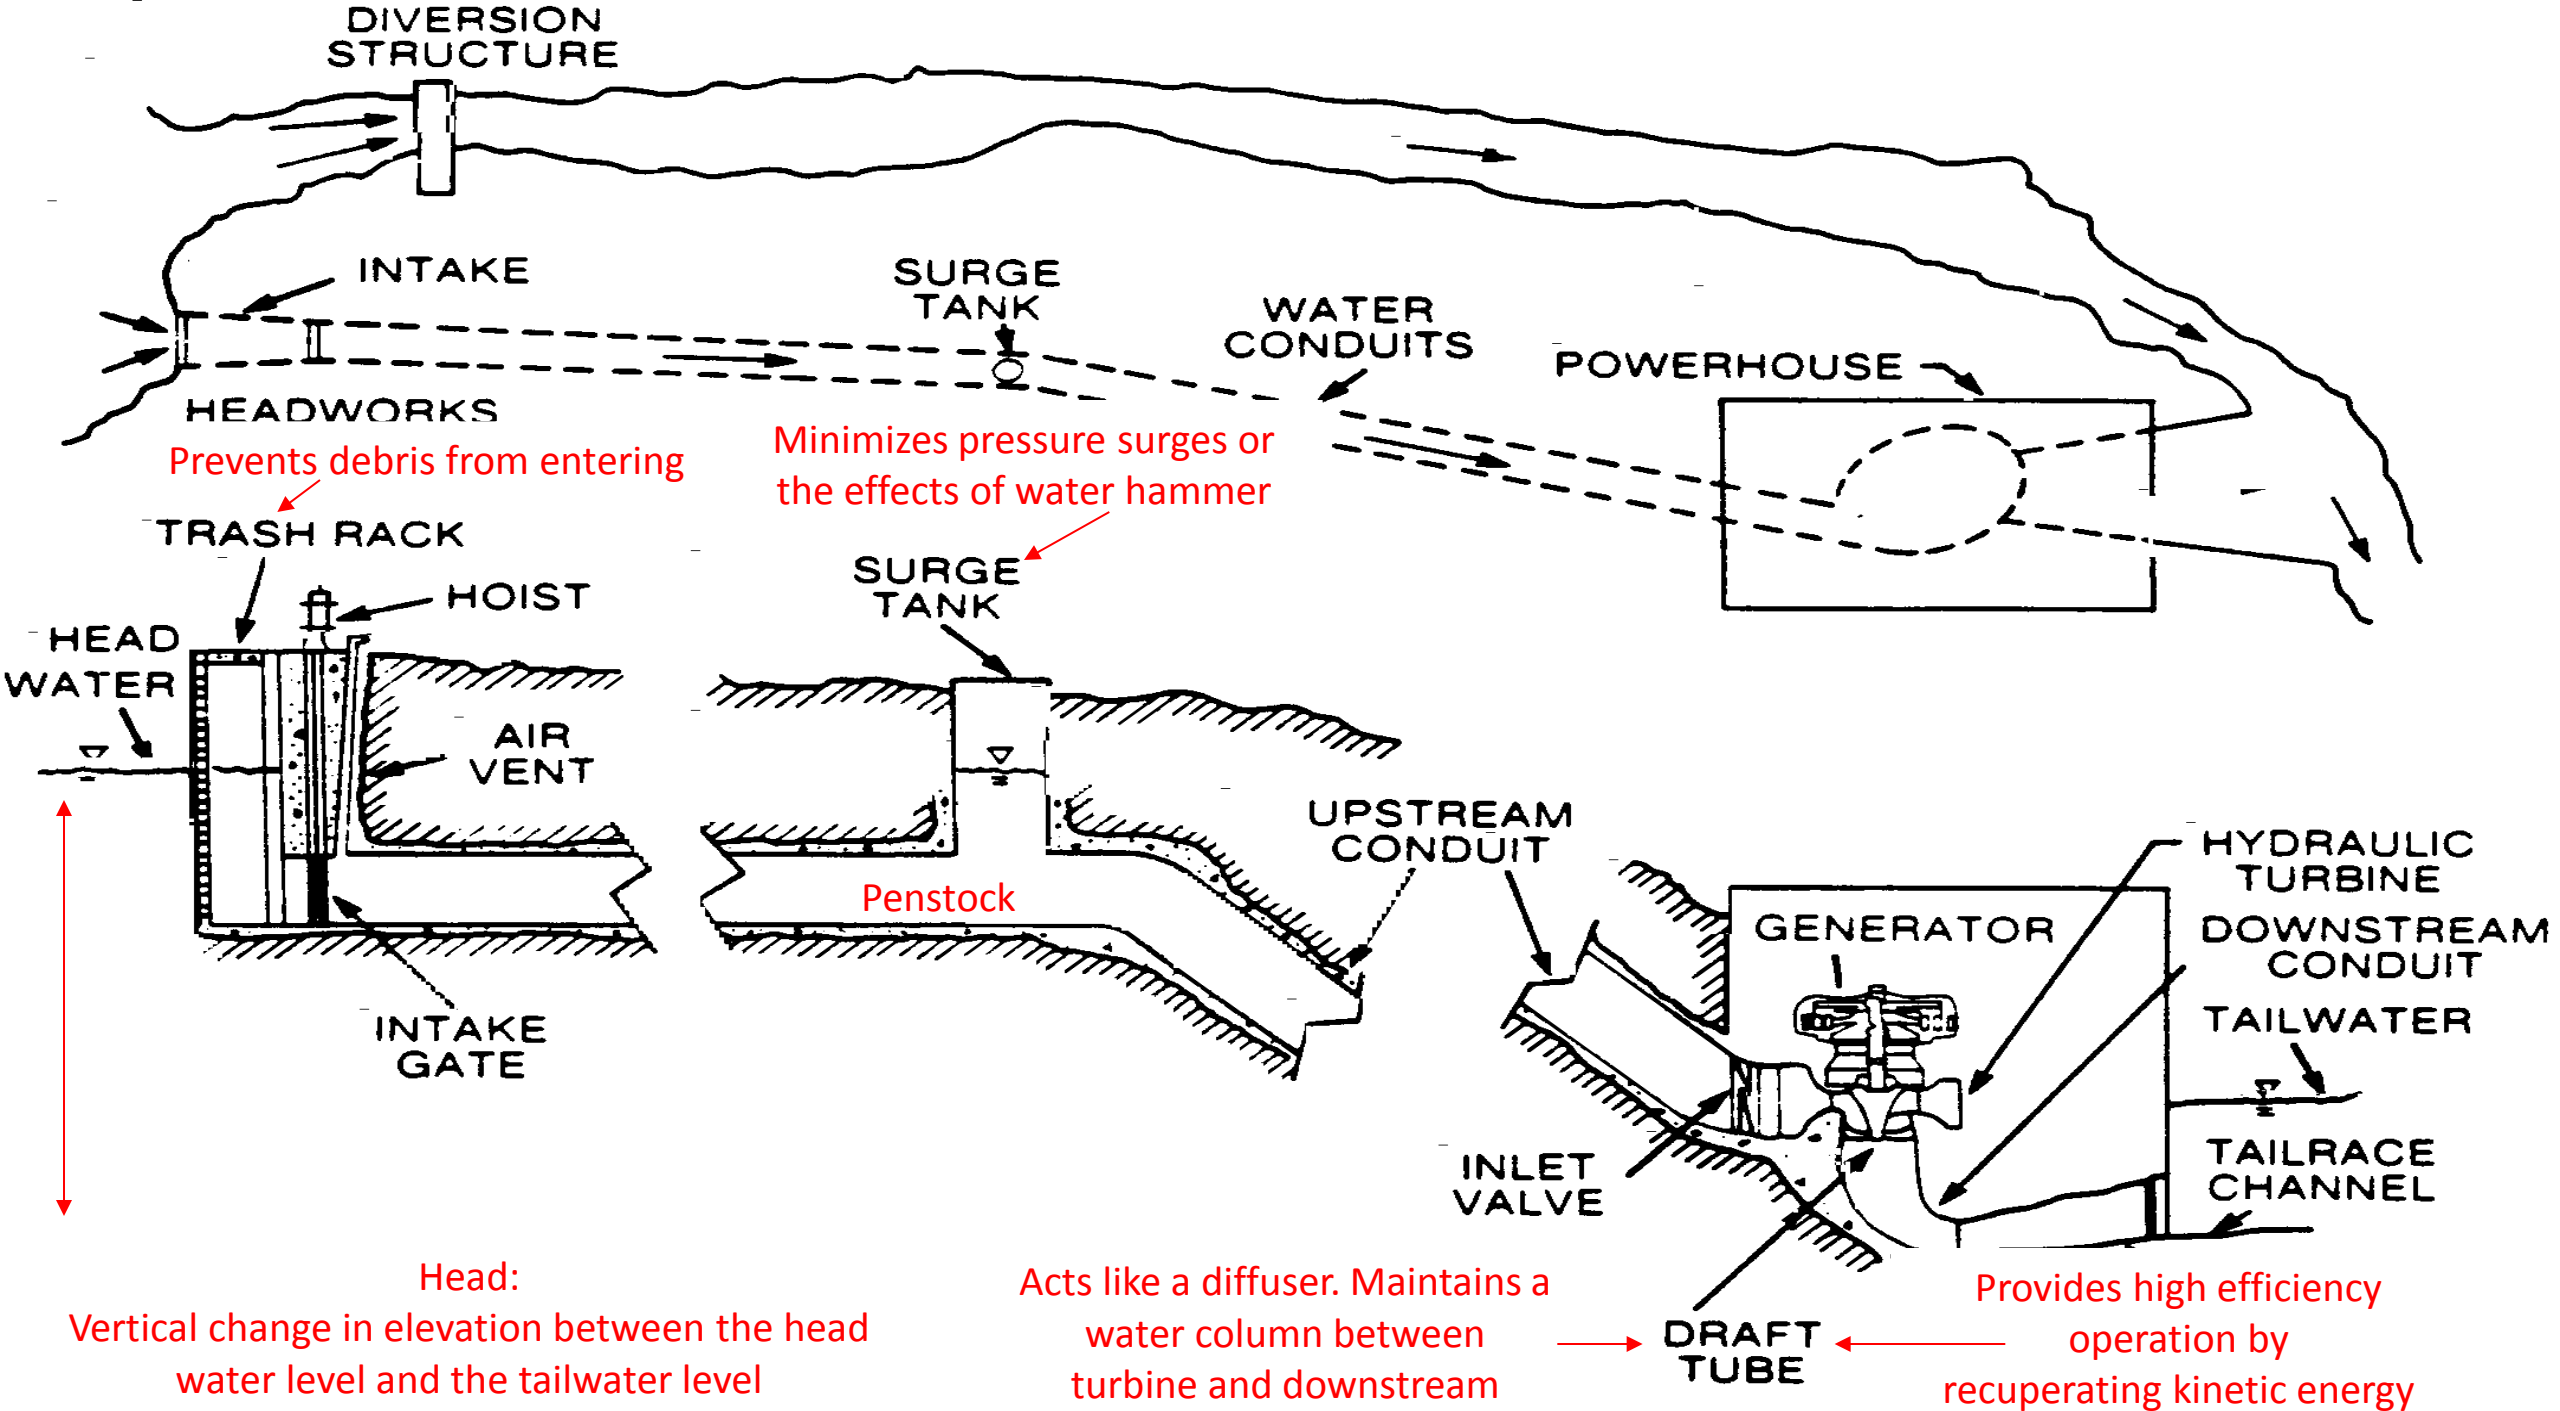 DIVERSION
STRUCTURE
INTAKE
SURGE
TANK
WATER
CONDUITS
POWERHOUSE
HEADWORKS
Prevents debris from entering
Minimizes pressure surges or
the effects of water hammer
TRASH RACK
HOIST
SURGE
TANK
HEAD
WATER
AIR
VENT
UPSTREAM
CONDUIT
HYDRAULIC
TURBINE
Penstock
GENERATOR
DOWNSTREAM
CONDUIT
INTAKE
GATE
TAILWATER
INLET
VALVE
TAILRACE
CHANNEL
Head:
Vertical change in elevation between the head
water level and the tailwater level
Acts like a diffuser. Maintains a
water column between
turbine and downstream
DRAFT
TUBE
Provides high efficiency
operation by
recuperating kinetic energy